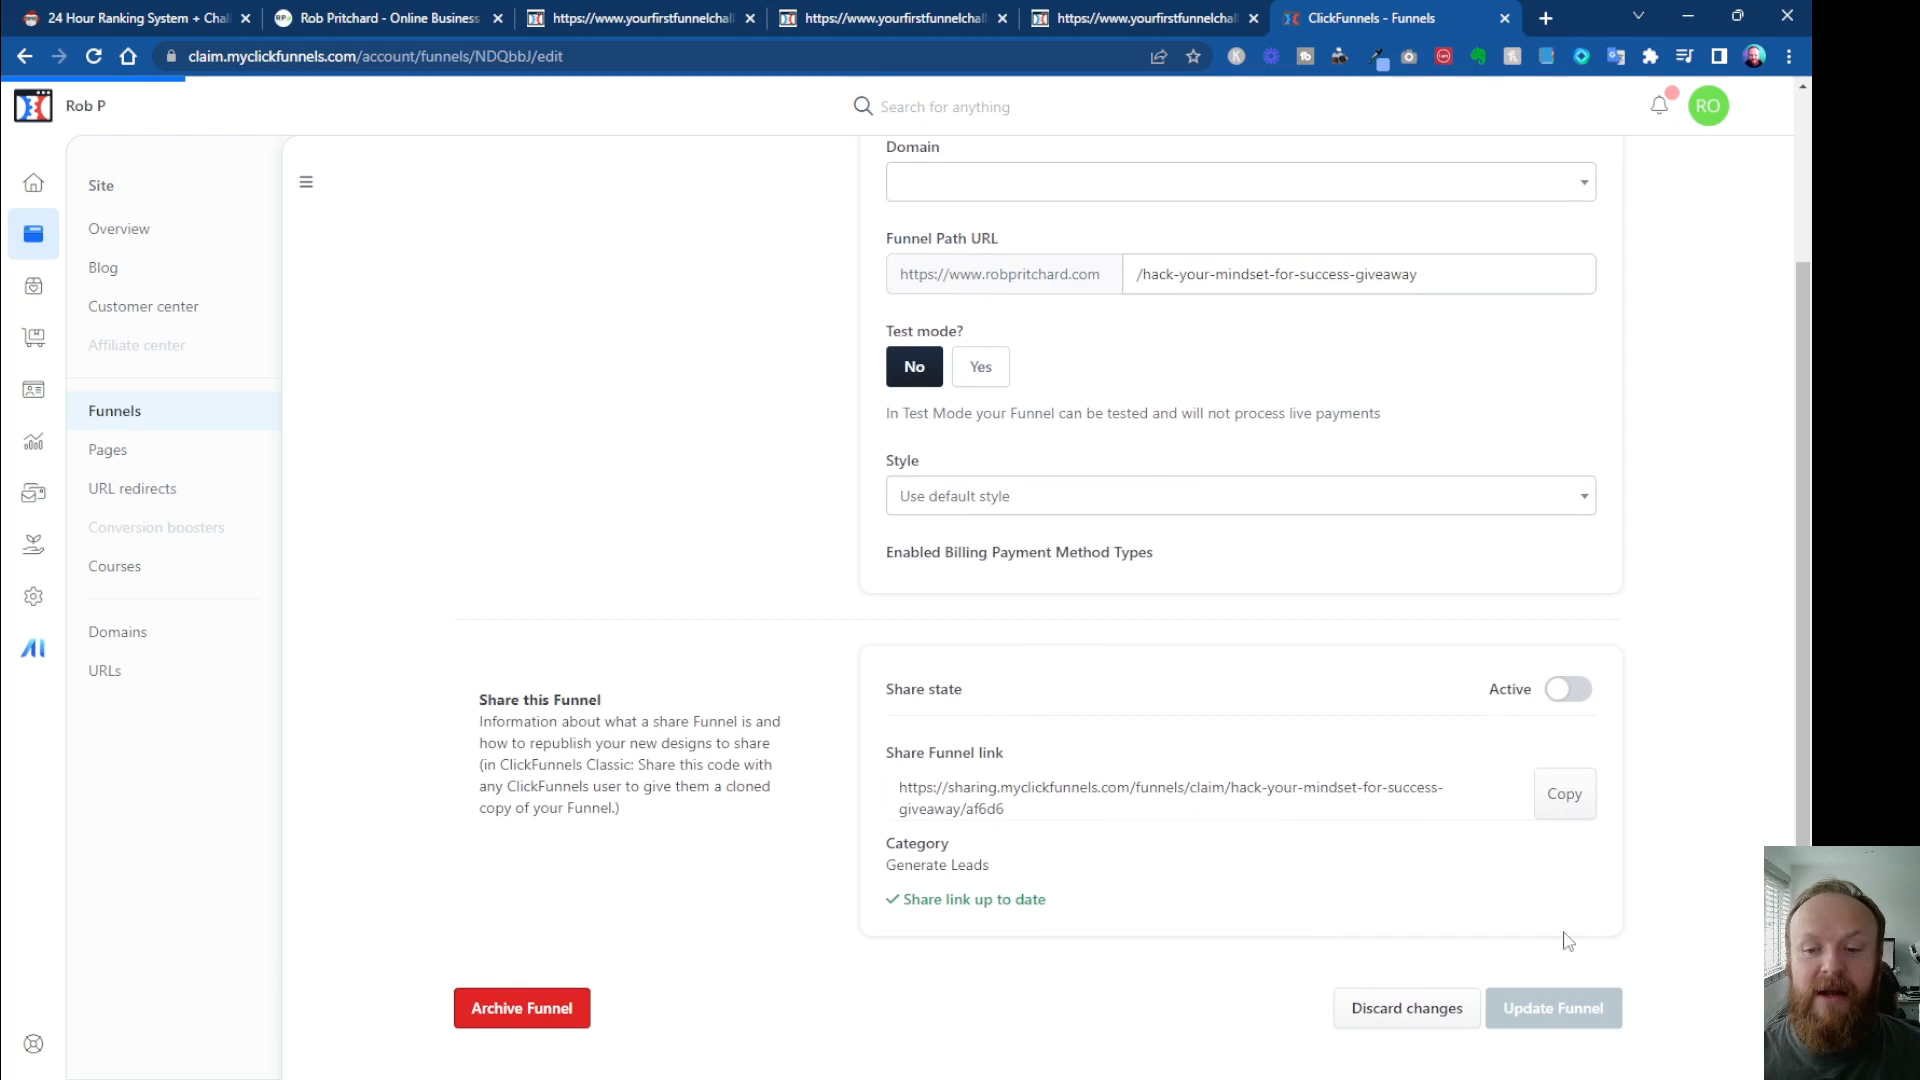 24 Hour Ranking System + Chal
Rob Pritchard - Online Business
https://www.yourfirstfunnelchall
https://www.yourfirstfunnelchall
https://www.yourfirstfunnelchall
ClickFunnels - Funnels
claim.myclickfunnels.com/account/funnels/NDQbbJ/edit
Rob P
Search for anything
RO
Site
Overview
Blog
Customer center
Affiliate center
Funnels
Pages
URL redirects
Conversion boosters
Courses
Domains
URLs
AI
Domain
Funnel Path URL
https://www.robpritchard.com
/hack-your-mindset-for-success-giveaway
Test mode?
No
Yes
In Test Mode your Funnel can be tested and will not process live payments
Style
Use default style
Enabled Billing Payment Method Types
Share this Funnel
Information about what a share Funnel is and
how to republish your new designs to share
(in ClickFunnels Classic: Share this code with
any ClickFunnels user to give them a cloned
copy of your Funnel.)
Share state
Active
Share Funnel link
https://sharing.myclickfunnels.com/funnels/claim/hack-your-mindset-for-success-
giveaway/af6d6
Copy
Category
Generate Leads
Share link up to date
Archive Funnel
Discard changes
Update Funnel